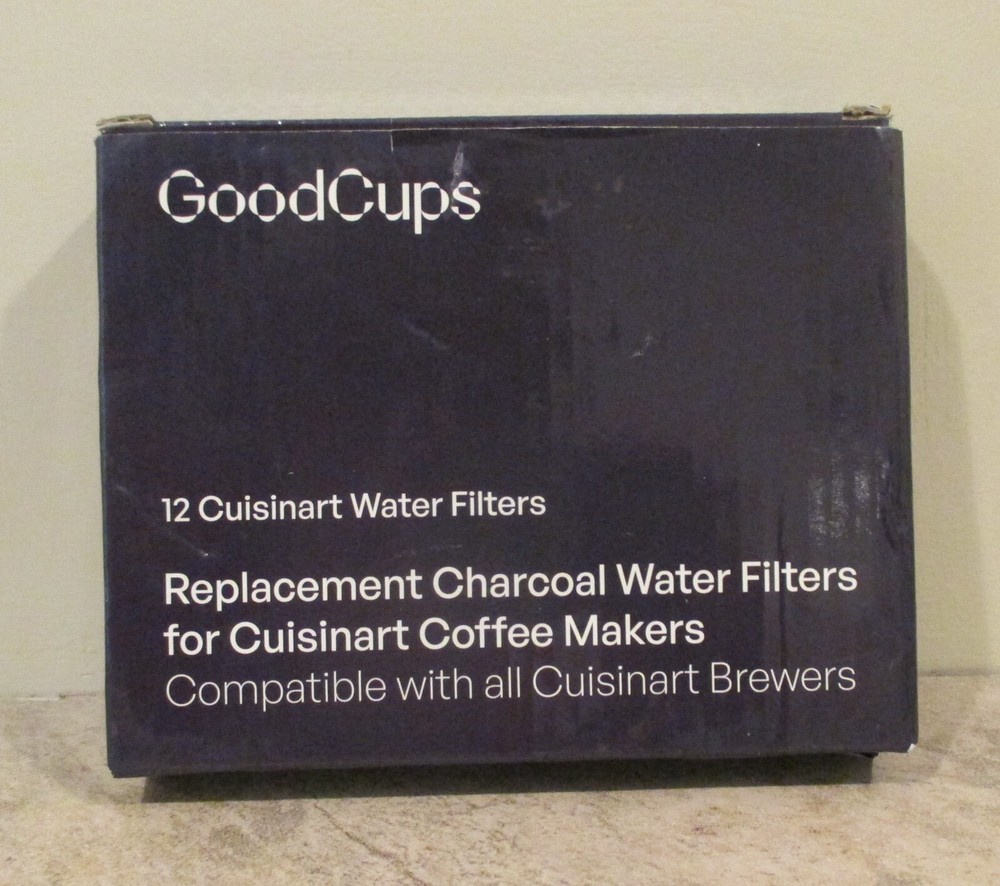 GoodCups
12 Cuisinart Water Filters
Replacement Charcoal Water Filters
for Cuisinart Coffee Makers
Compatible with all Cuisinart Brewers